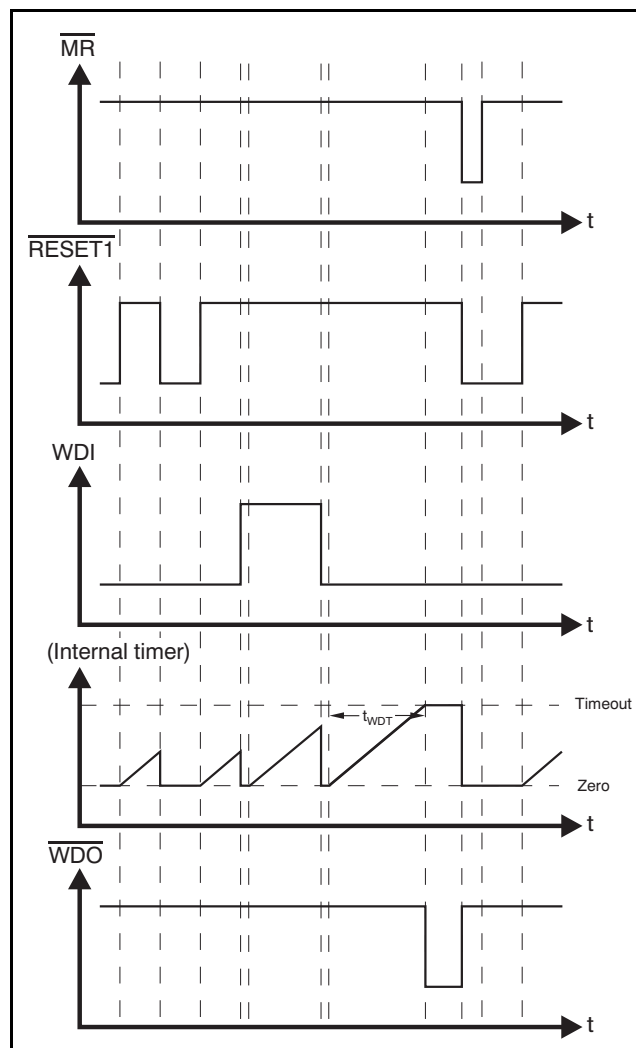 MR
t
RESET1
t
WDI
t
(Internal timer)
Timeout
tWDT
Zero
t
WDO
t